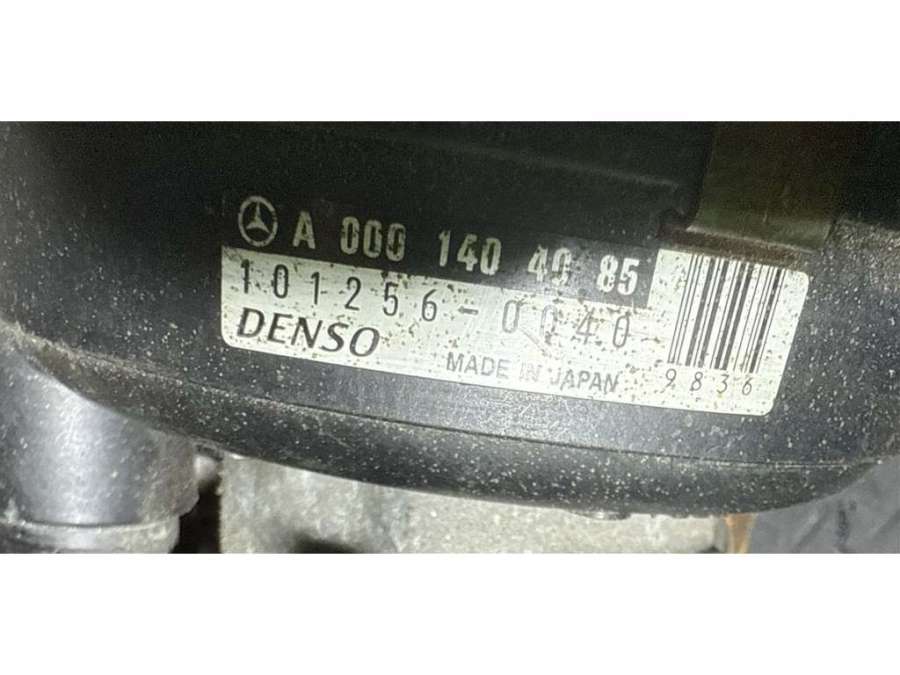 A 000 140 40 85
101256-0040
DENSO
MADE IN JAPAN
9836